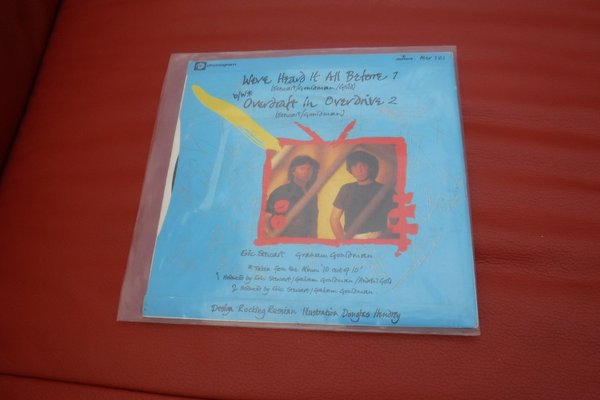 phonogram
We've Heard It All Before 1
(Stewart/Gouldman/Gold)
b/w
Overdraft in Overdrive 2
(Stewart/Gouldman)
Eric Stewart Graham Gouldman
* Taken from the Album 10 out of 10
1 Produced by Eric Stewart/Graham Gouldman/Andrew Gold
2 Produced by Eric Stewart/Graham Gouldman.
Design Rocking Russian Illustration Douglas Hendry